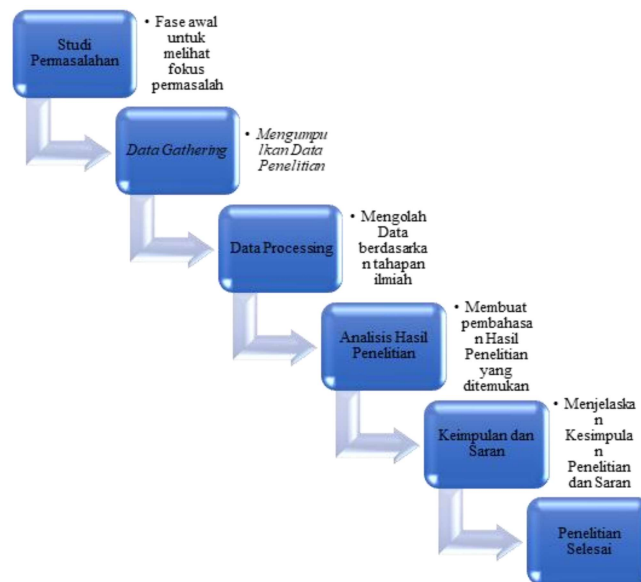 Studi
Permasalahan
• Fase awal
untuk
melihat
fokus
permasalah
Data Gathering
• Mengumpu
lkan Data
Penelitian
Data Processing
• Mengolah
Data
berdasarka
n tahapan
ilmiah
Analisis Hasil
Penelitian
• Membuat
pembahasa
n Hasil
Penelitian
yang
ditemukan
Keimpulan dan
Saran
• Menjelaska
n
Kesimpula
n
Penelitian
dan Saran
Penelitian
Selesai